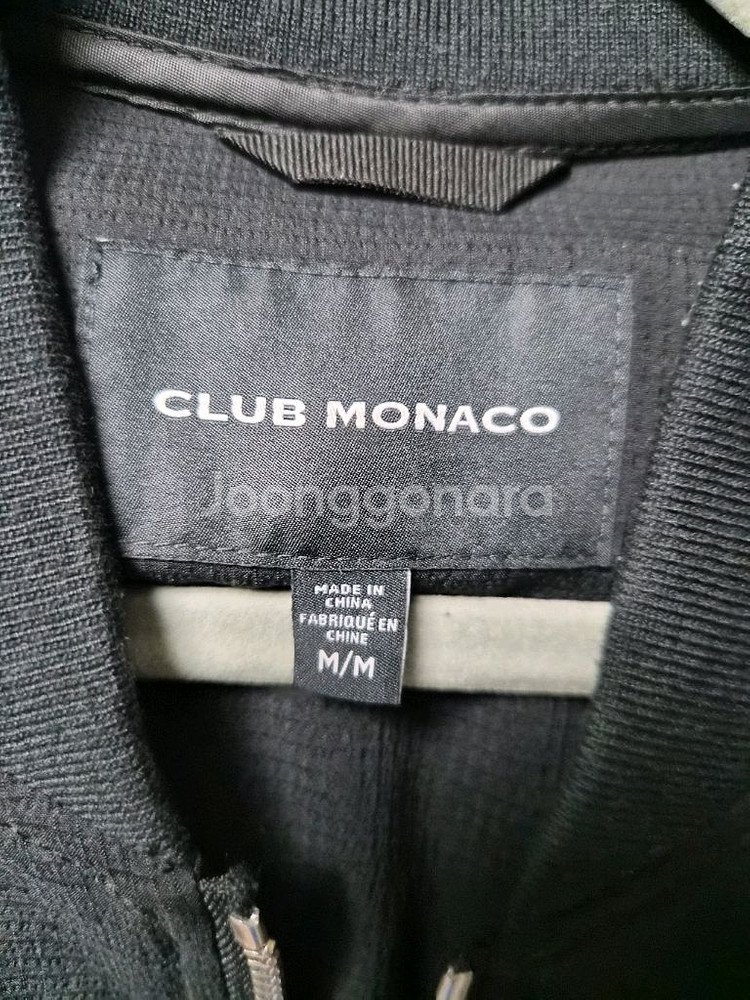 CLUB MONACO
Joonggonara
MADE IN
CHINA
FABRIQUÉ EN
CHINE
M/M